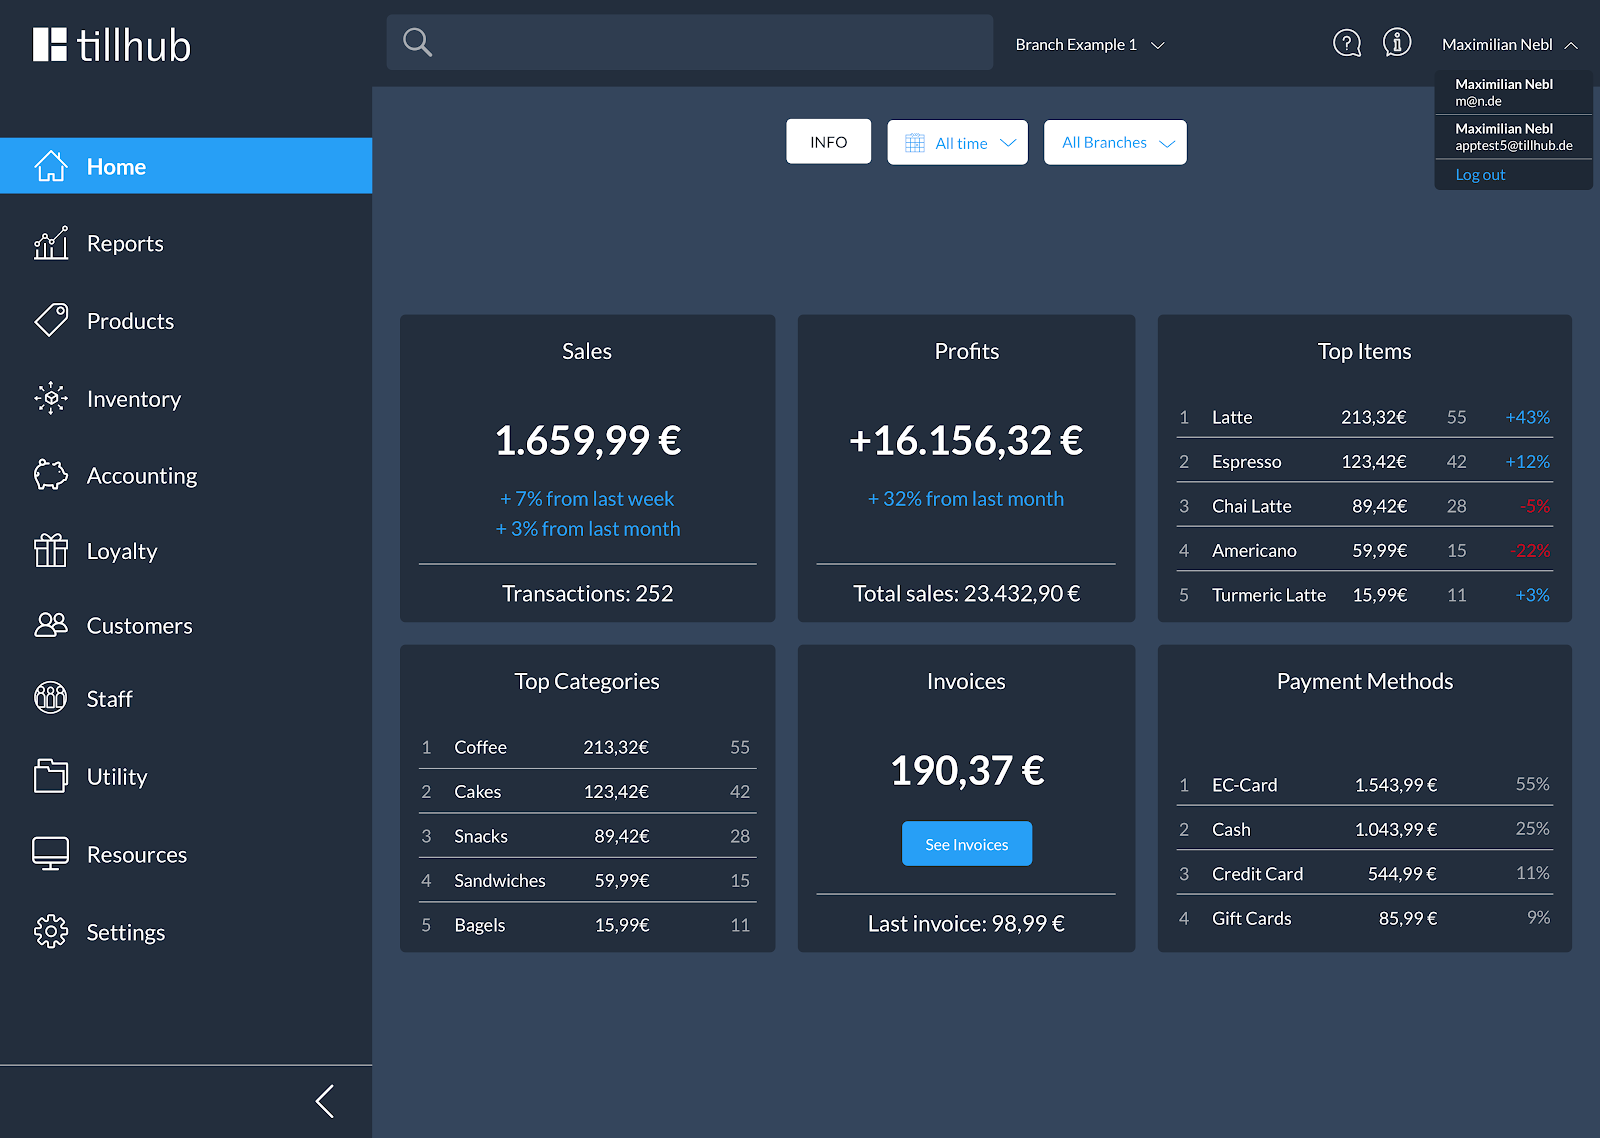 tillhub
Branch Example 1
Maximilian Nebl
Maximilian Nebl
m@n.de
Maximilian Nebl
apptest5@tillhub.de
Log out
INFO
All time
All Branches
Home
Reports
Products
Inventory
Accounting
Loyalty
Customers
Staff
Utility
Resources
Settings
Sales
1.659,99 €
+ 7% from last week
+ 3% from last month
Transactions: 252
Profits
+16.156,32 €
+ 32% from last month
Total sales: 23.432,90 €
Top Items
1 Latte 213,32€ 55 +43%
2 Espresso 123,42€ 42 +12%
3 Chai Latte 89,42€ 28 -5%
4 Americano 59,99€ 15 -22%
5 Turmeric Latte 15,99€ 11 +3%
Top Categories
1 Coffee 213,32€ 55
2 Cakes 123,42€ 42
3 Snacks 89,42€ 28
4 Sandwiches 59,99€ 15
5 Bagels 15,99€ 11
Invoices
190,37 €
See Invoices
Last invoice: 98,99 €
Payment Methods
1 EC-Card 1.543,99 € 55%
2 Cash 1.043,99 € 25%
3 Credit Card 544,99 € 11%
4 Gift Cards 85,99 € 9%